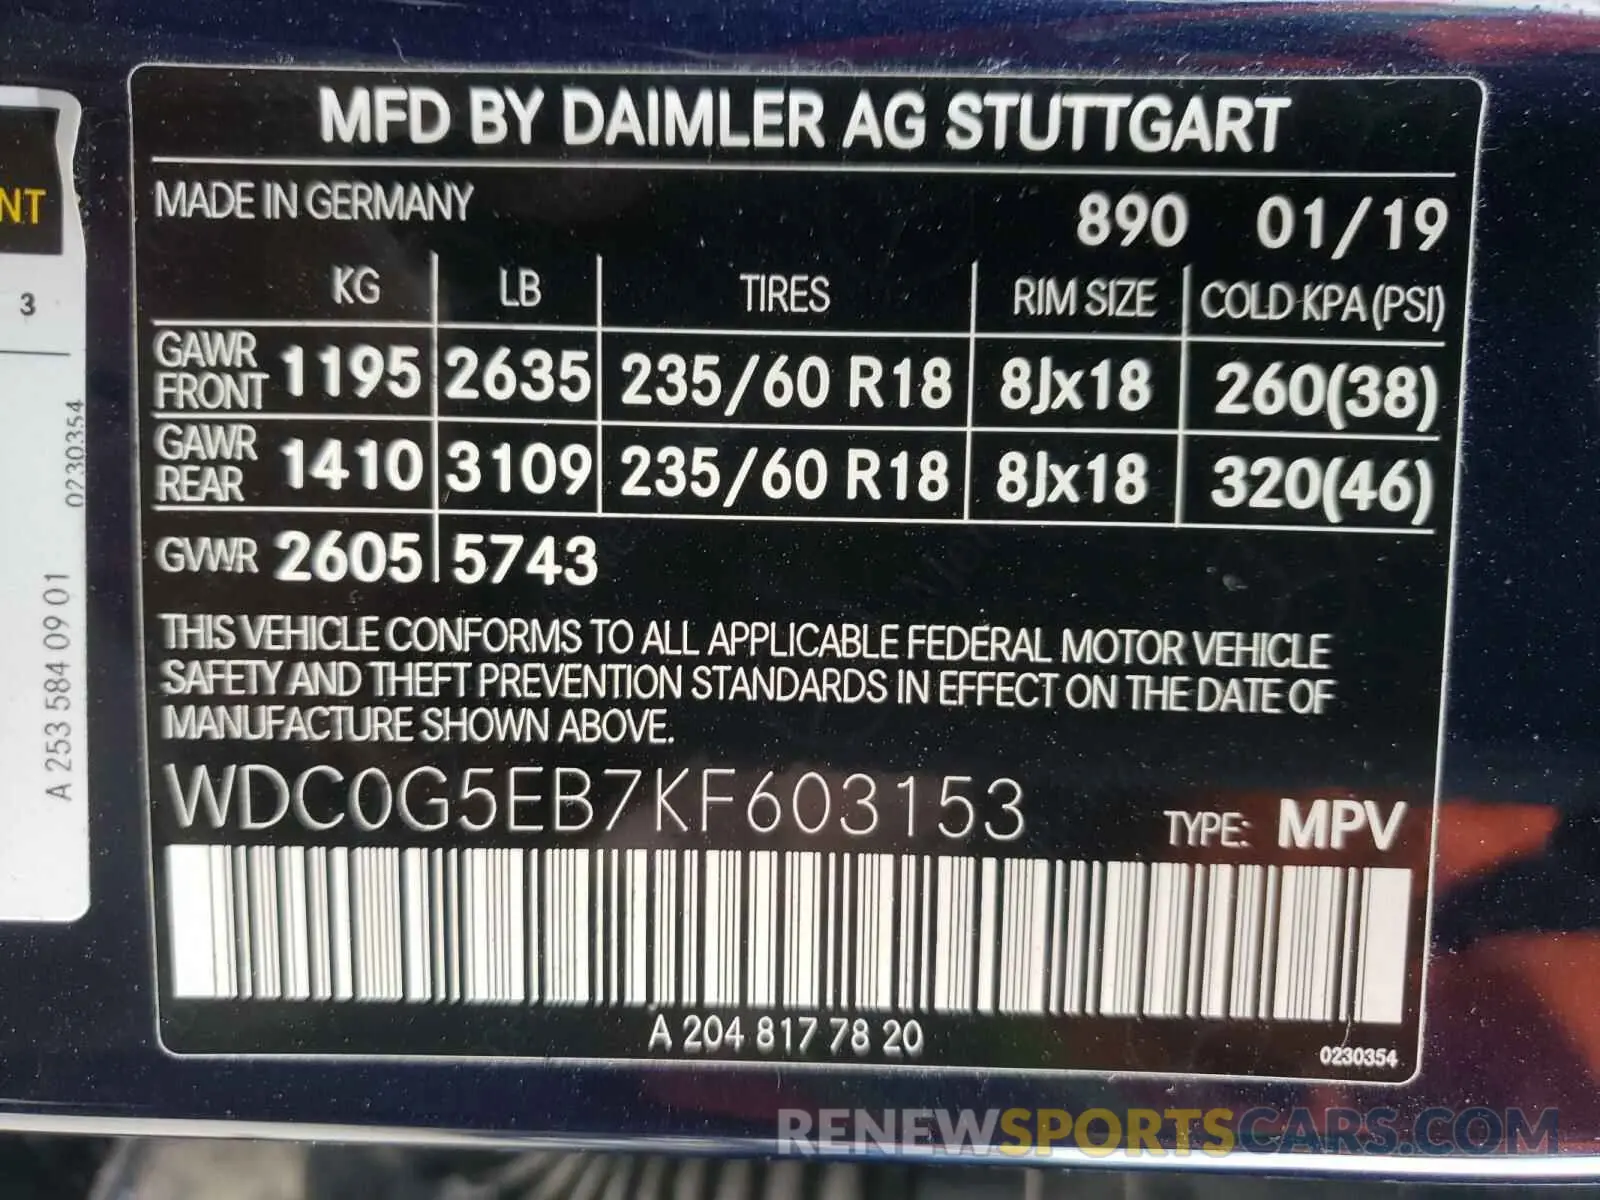 MFD BY DAIMLER AG STUTTGART
MADE IN GERMANY 890 01/19
KG LB TIRES RIM SIZE COLD KPA (PSI)
GAWR FRONT 1195 2635 235/60 R18 8Jx18 260(38)
GAWR REAR 1410 3109 235/60 R18 8Jx18 320(46)
GVWR 2605 5743
THIS VEHICLE CONFORMS TO ALL APPLICABLE FEDERAL MOTOR VEHICLE
SAFETY AND THEFT PREVENTION STANDARDS IN EFFECT ON THE DATE OF
MANUFACTURE SHOWN ABOVE.
WDC0G5EB7KF603153 TYPE: MPV
A 204 817 78 20
0230354
NT
3
0230354
A 253 584 09 01
RENEWSPORTSCARS.COM